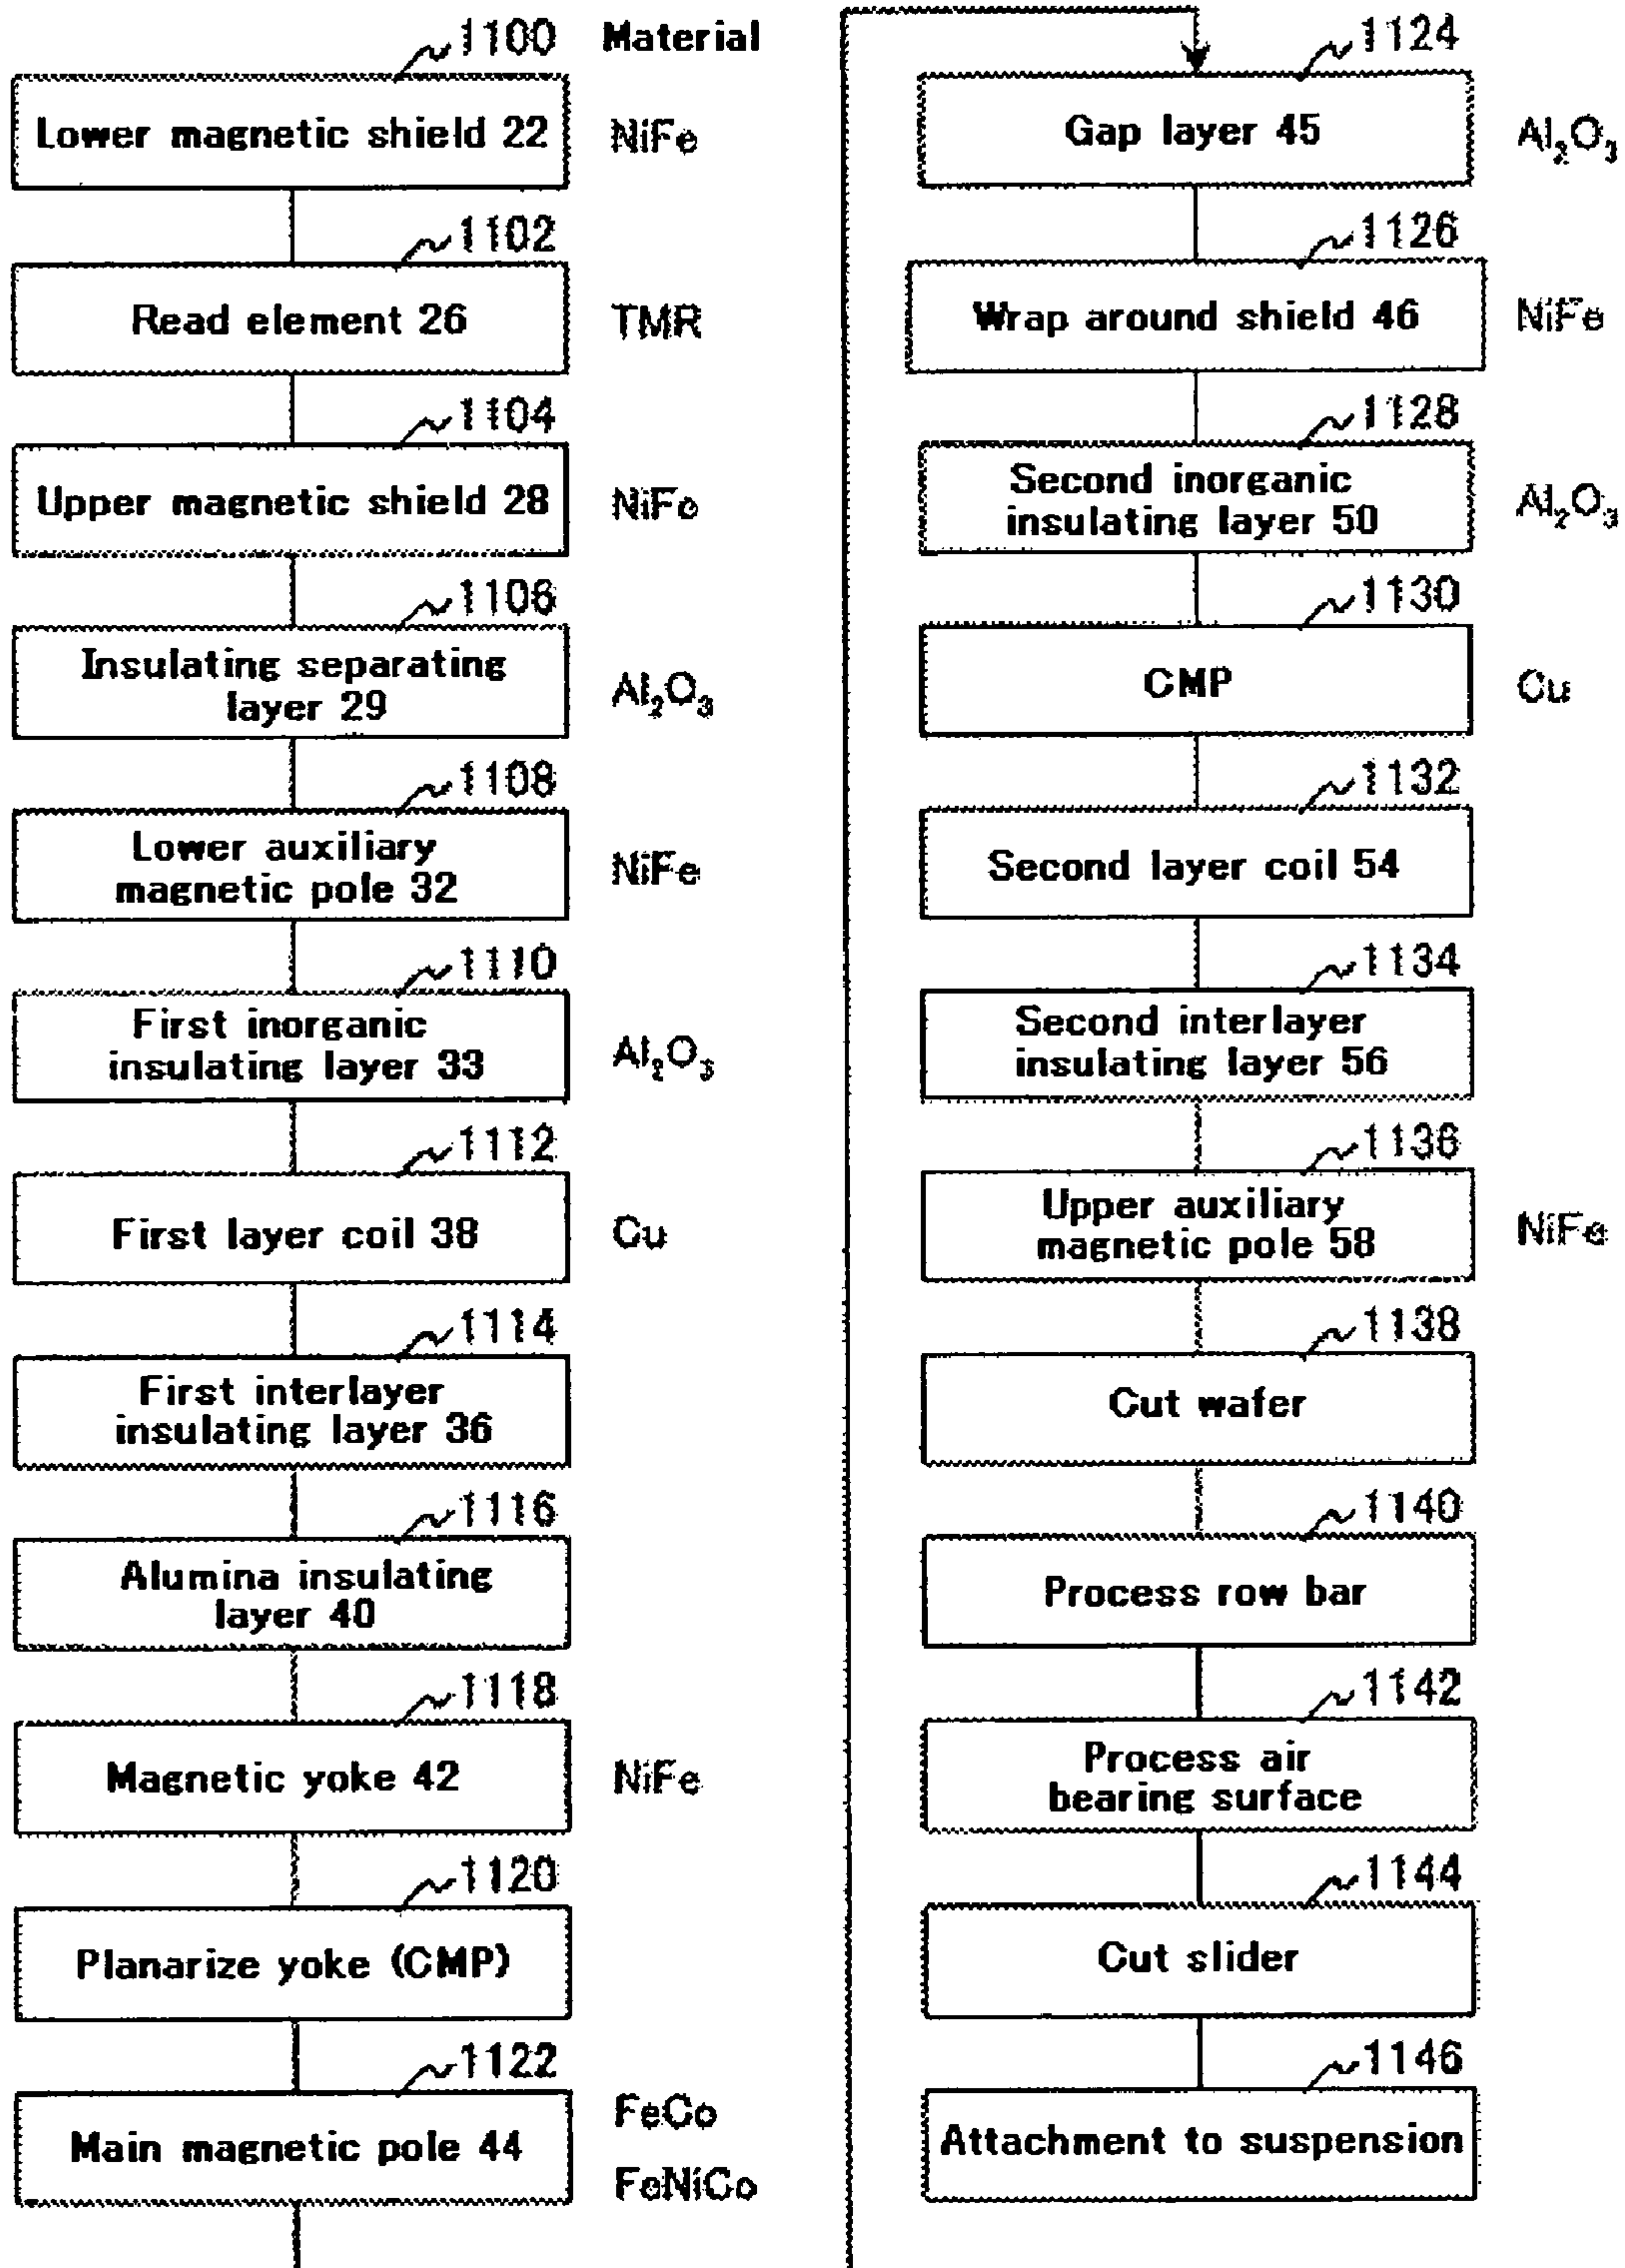 1100 Material
Lower magnetic shield 22 NiFe
1102
Read element 26 TMR
1104
Upper magnetic shield 28 NiFe
1106
Insulating separating
layer 29 Al₂O₃
1108
Lower auxiliary
magnetic pole 32 NiFe
1110
First inorganic
insulating layer 33 Al₂O₃
1112
First layer coil 38 Cu
1114
First interlayer
insulating layer 36
1116
Alumina insulating
layer 40
1118
Magnetic yoke 42 NiFe
1120
Planarize yoke (CMP)
1122
Main magnetic pole 44
FeCo
FeNiCo
1124
Gap layer 45 Al₂O₃
1126
Wrap around shield 46 NiFe
1128
Second inorganic
insulating layer 50 Al₂O₃
1130
CMP Cu
1132
Second layer coil 54
1134
Second interlayer
insulating layer 56
1136
Upper auxiliary
magnetic pole 58 NiFe
1138
Cut wafer
1140
Process row bar
1142
Process air
bearing surface
1144
Cut slider
1146
Attachment to suspension